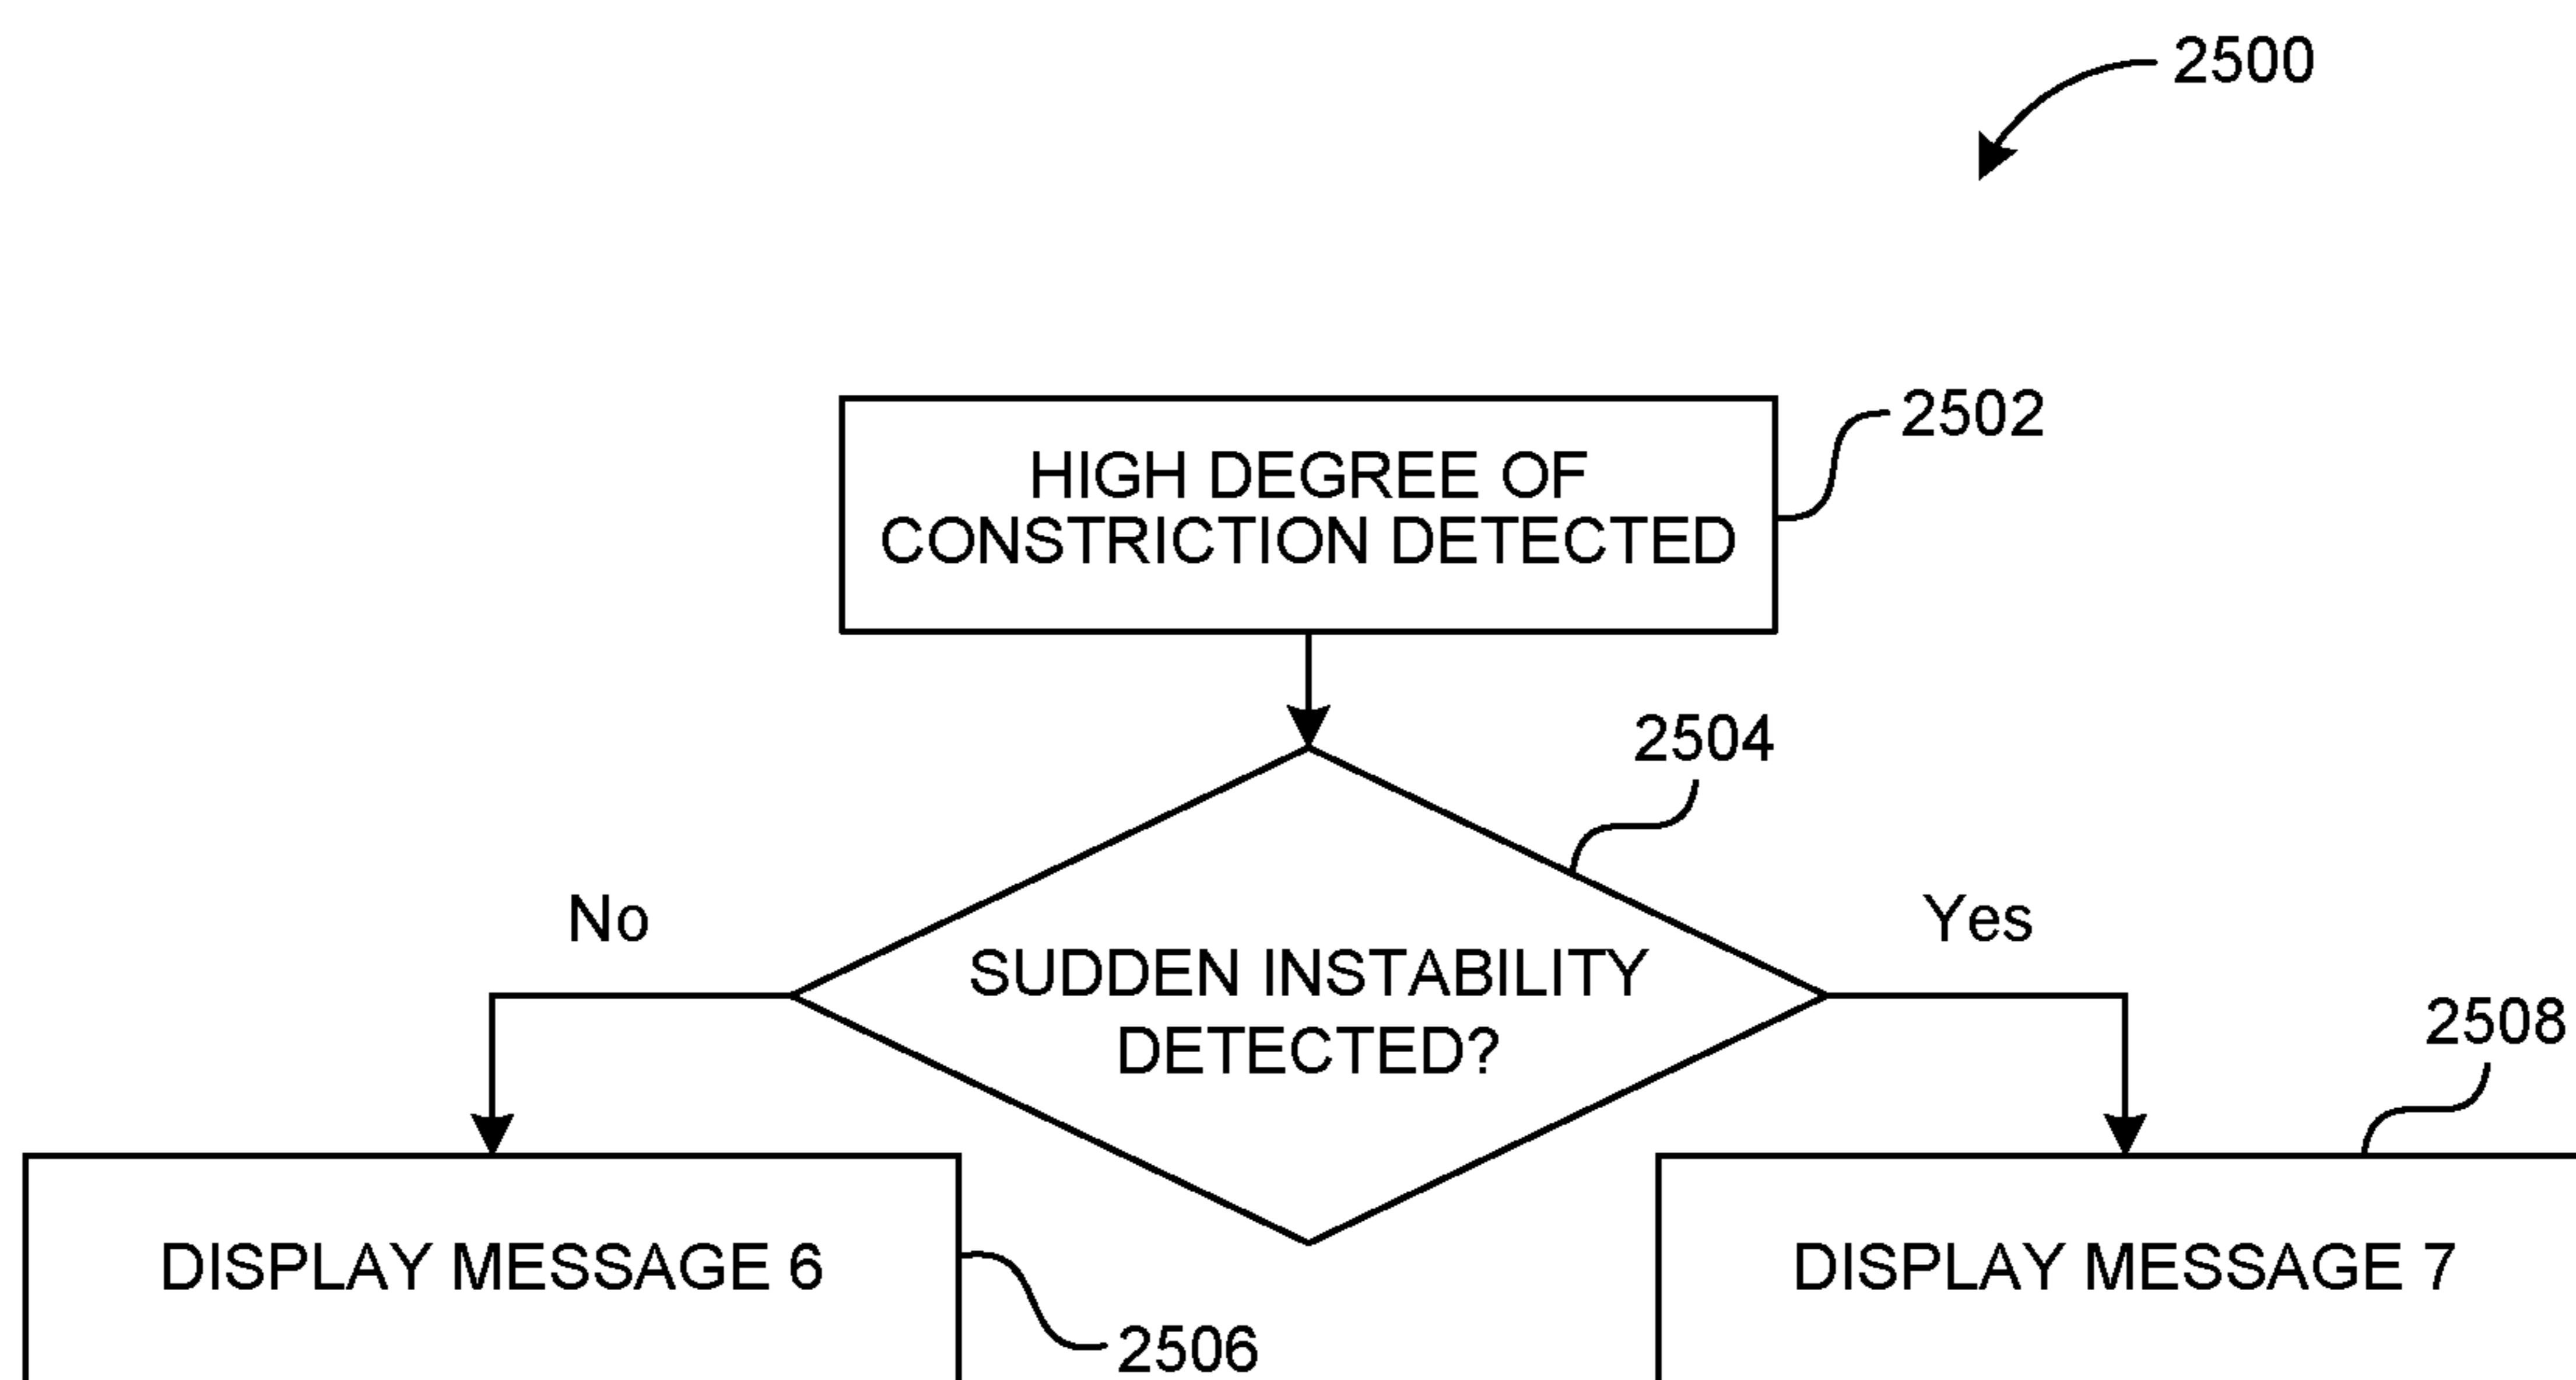 2500
HIGH DEGREE OF
CONSTRICTION DETECTED
2502
2504
No
Yes
SUDDEN INSTABILITY
DETECTED?
2508
DISPLAY MESSAGE 6
DISPLAY MESSAGE 7
2506